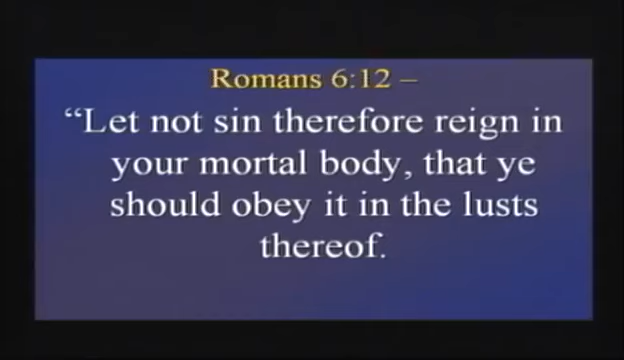 Romans 6:12 –
“Let not sin therefore reign in
your mortal body, that ye
should obey it in the lusts
thereof.